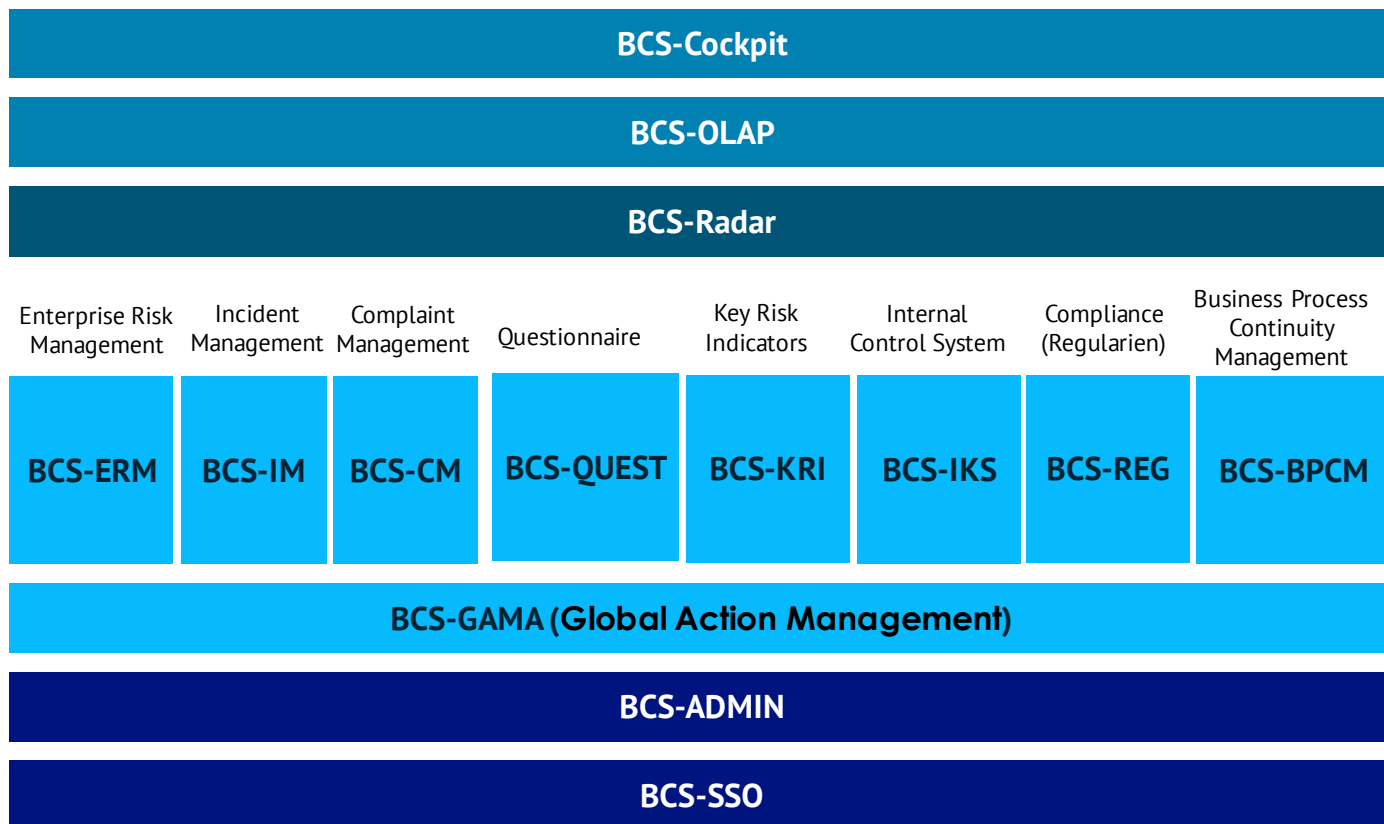 BCS-Cockpit
BCS-OLAP
BCS-Radar
Enterprise Risk
Management
Incident
Management
Complaint
Management
Questionnaire
Key Risk
Indicators
Internal
Control System
Compliance
(Regularien)
Business Process
Continuity
Management
BCS-ERM
BCS-IM
BCS-CM
BCS-QUEST
BCS-KRI
BCS-IKS
BCS-REG
BCS-BPCM
BCS-GAMA (Global Action Management)
BCS-ADMIN
BCS-SSO